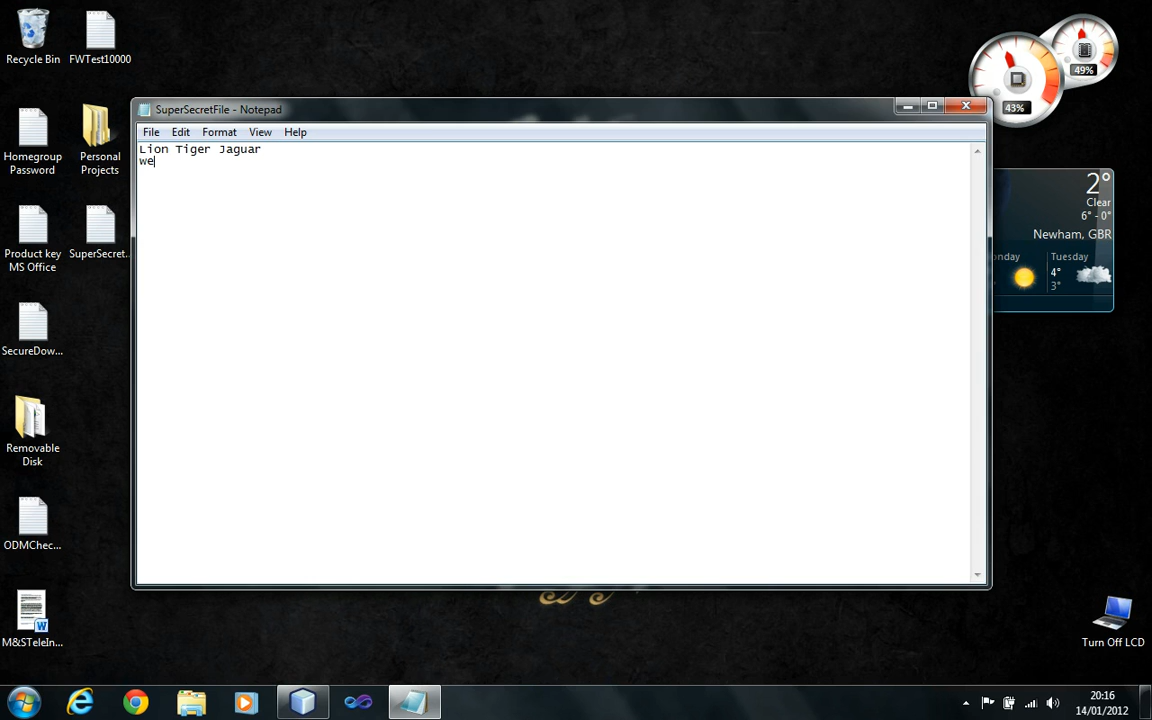 Recycle Bin
FWTest10000
Homegroup
Password
Personal
Projects
Product key
MS Office
SuperSecret...
SecureDow...
Removable
Disk
ODMChec...
M&STeleIn...
SuperSecretFile - Notepad
File Edit Format View Help
Lion Tiger Jaguar
we
43%
49%
2°
Clear
6° - 0°
Newham, GBR
onday
Tuesday
4°
3°
Turn Off LCD
20:16
14/01/2012